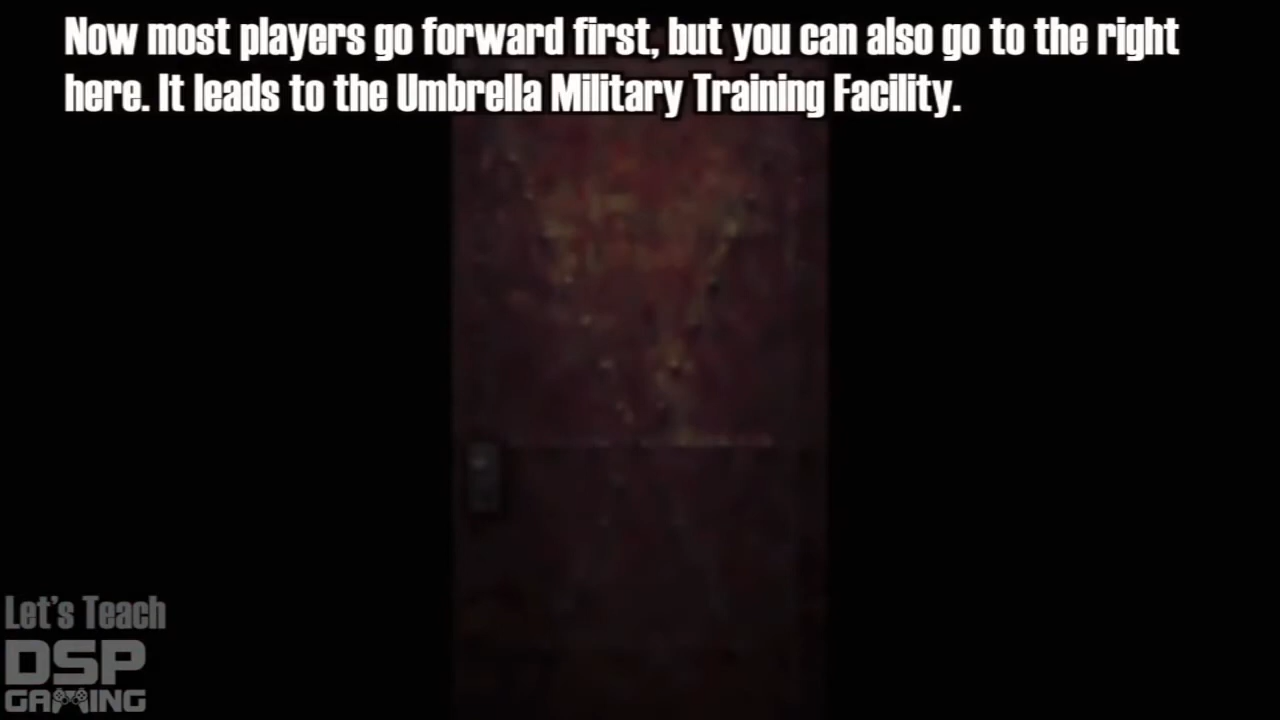 Now most players go forward first, but you can also go to the right
here. It leads to the Umbrella Military Training Facility.
Let's Teach
DSP
GAMING